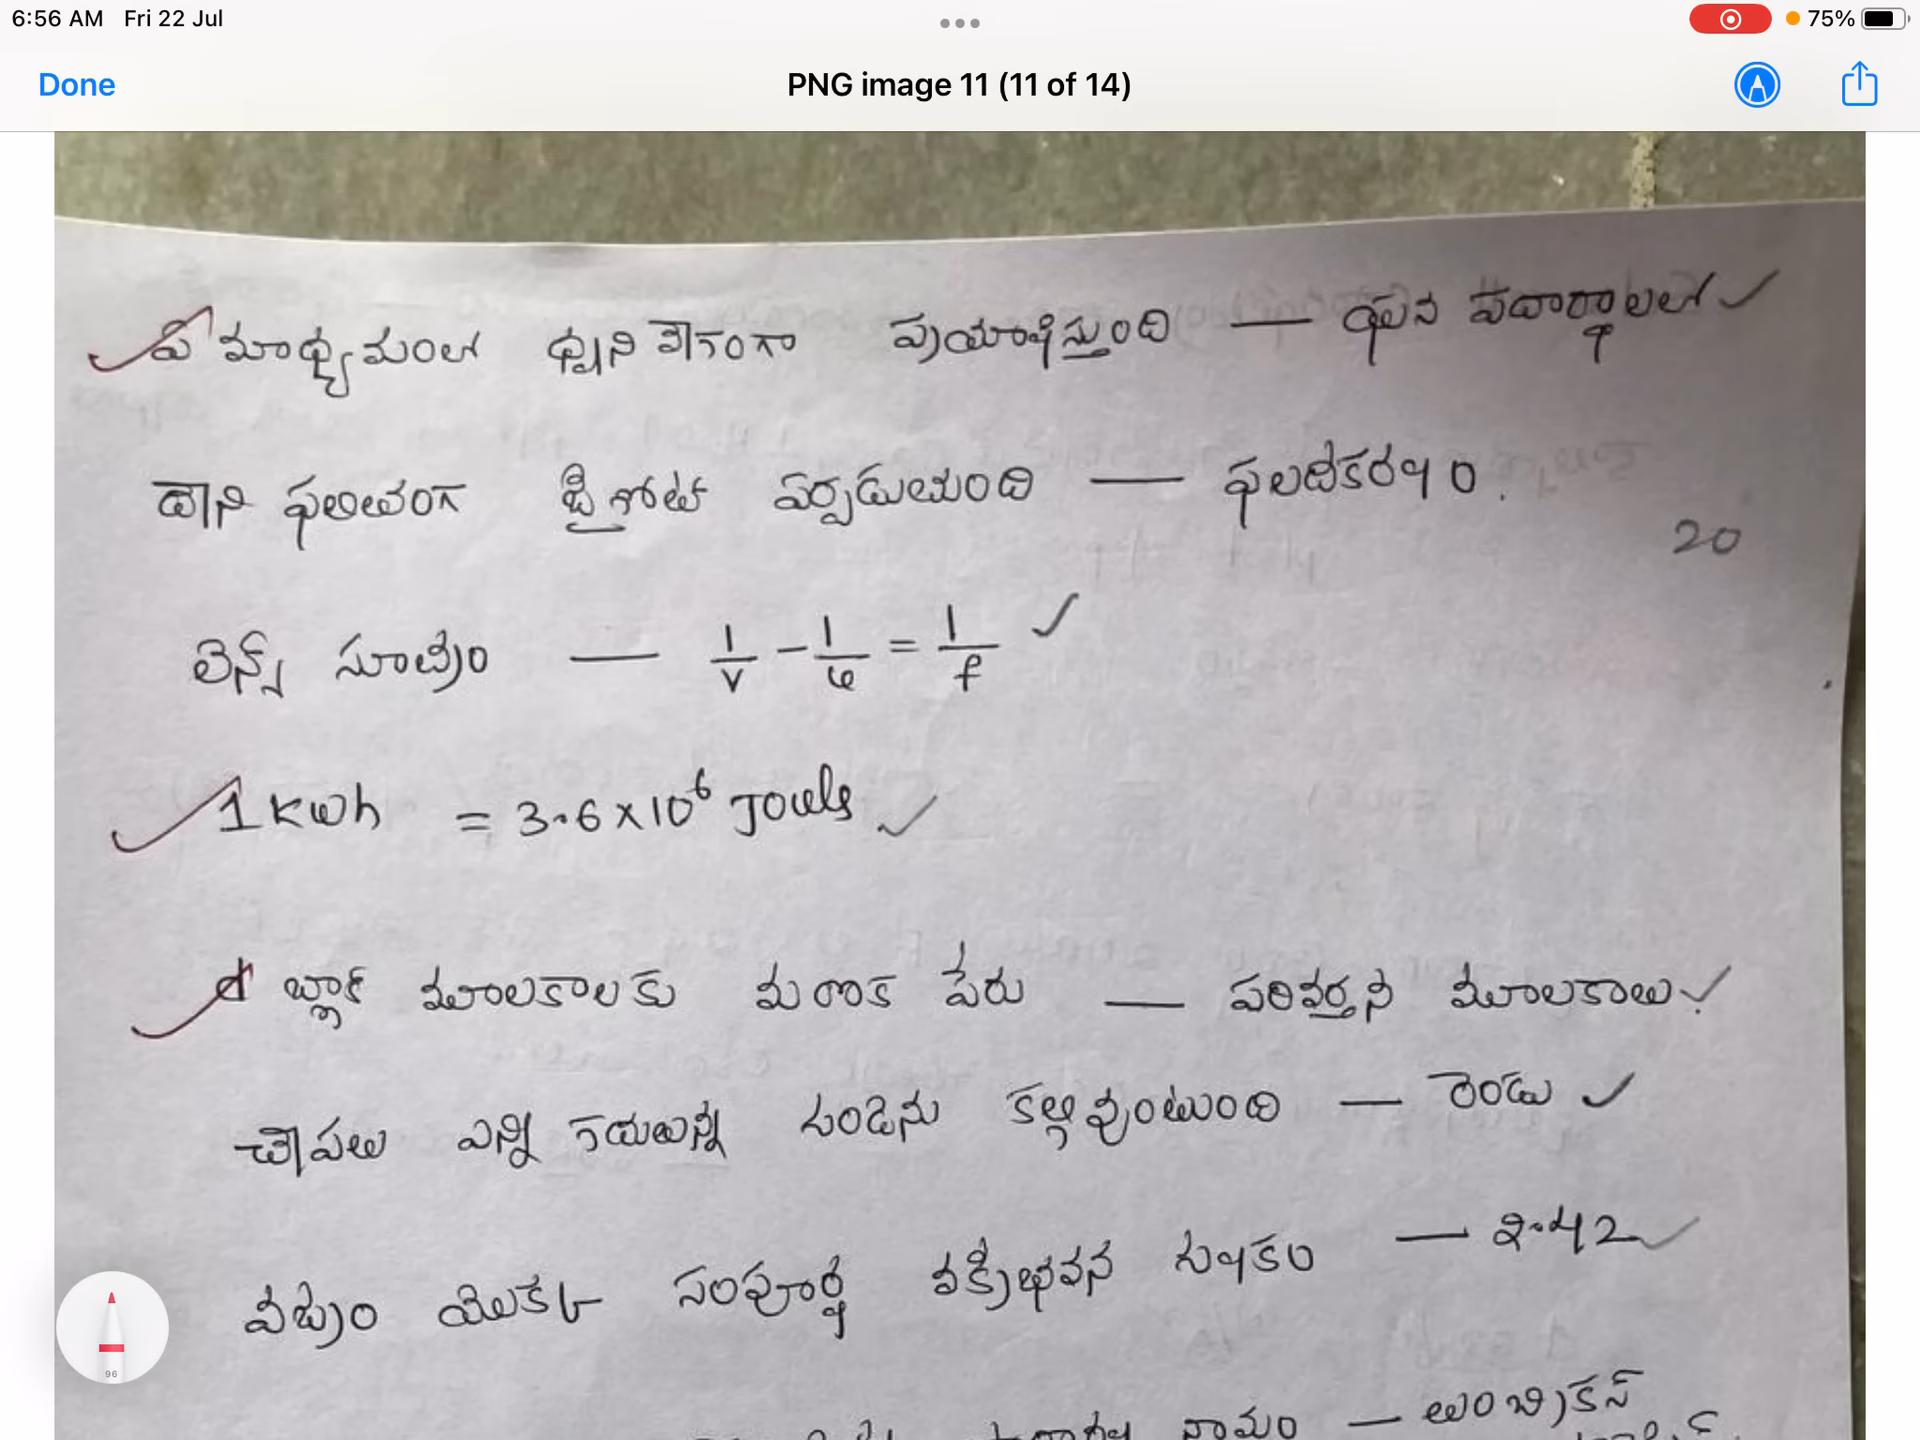 6:56 AM Fri 22 Jul 75%
Done PNG image 11 (11 of 14)
ఏ మాధ్యమంలో ధ్వని వేగంగా ప్రయాణిస్తుంది — ఘన పదార్థాలలో ✓
దాని ఫలితంగ ఏర్పడుతుంది —
20
లెన్స్ సూత్రం — 1/v - 1/u = 1/f ✓
1 kwh = 3.6 x 10⁶ Jouls ✓
d బ్లాక్ మూలకాలకు మరొక పేరు — పరివర్తన మూలకాలు ✓
చేపలు ఎన్ని గదులున్న గుండెను కల్గి వుంటుంది — రెండు ✓
వజ్రం యొక్క సంపూర్ణ వక్రీభవన గుణకం — 2.42 ✓
నామం —
96